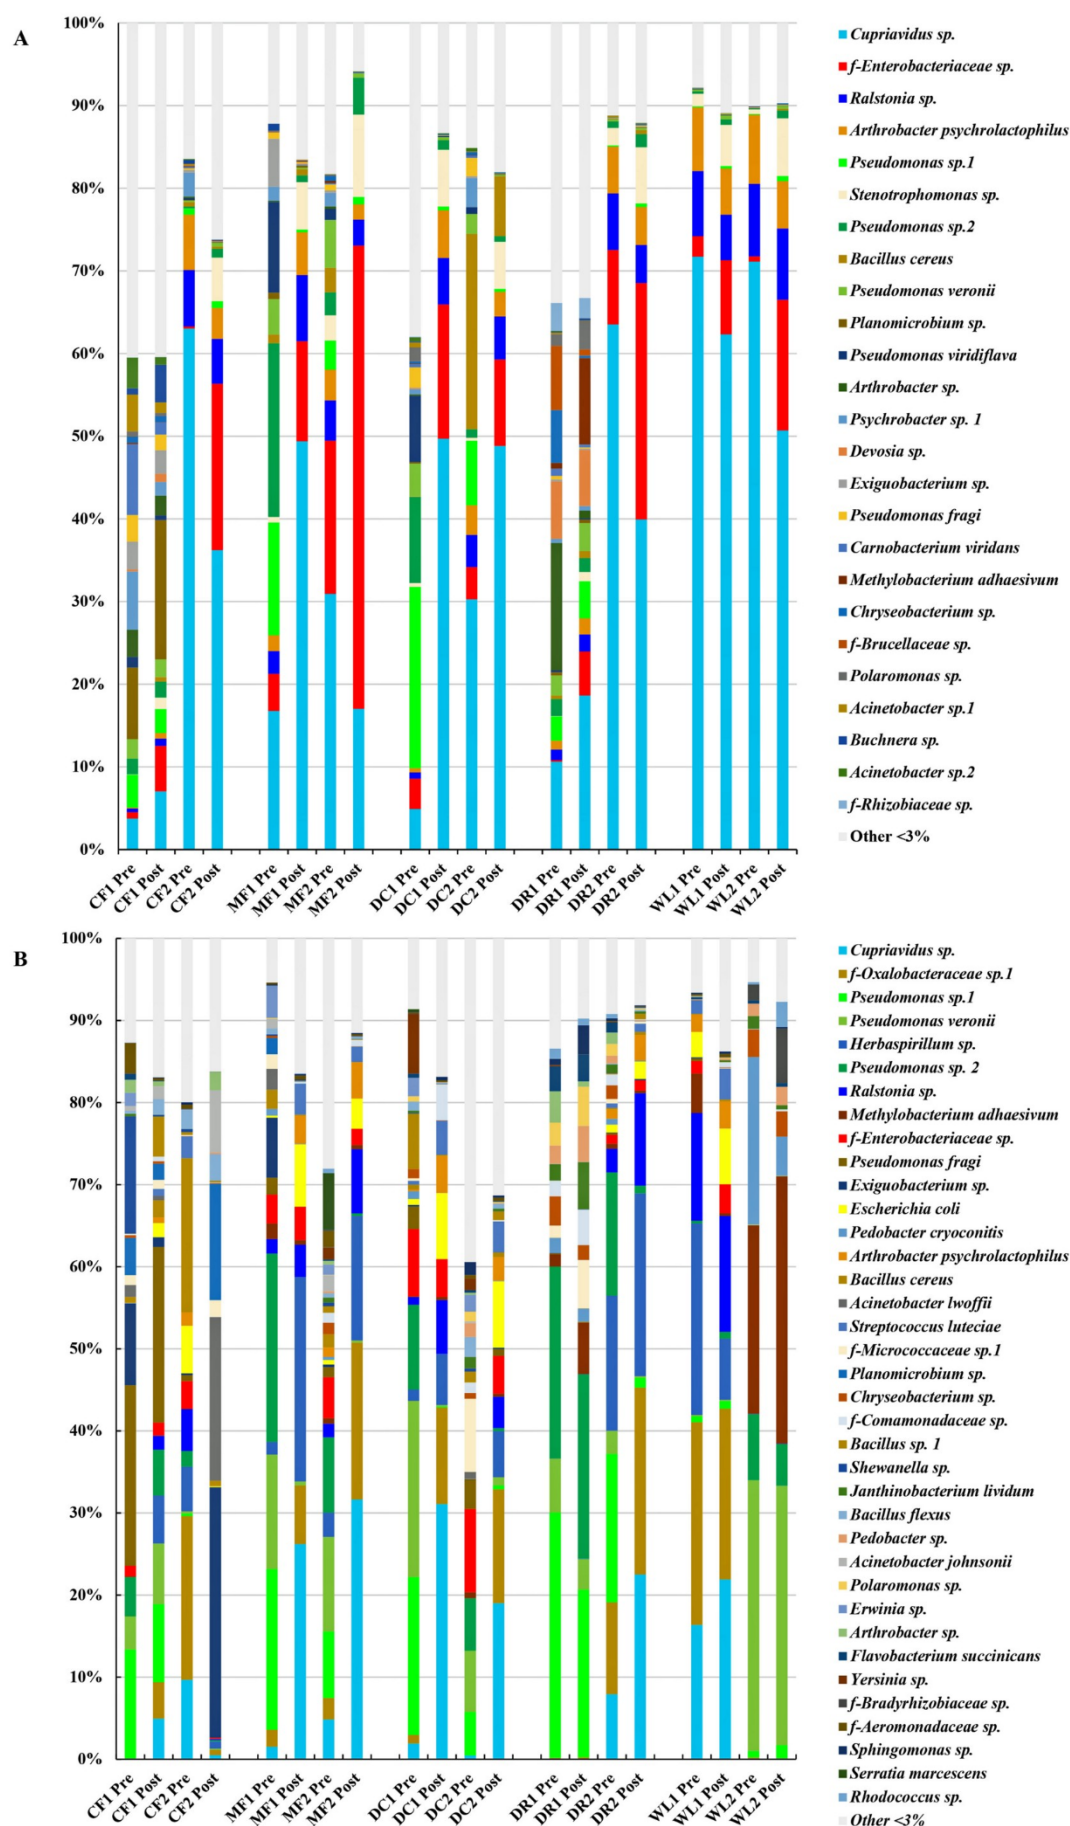 A
100%
90%
80%
70%
60%
50%
40%
30%
20%
10%
0%
CF1 Pre
CF1 Post
CF2 Pre
CF2 Post
MF1 Pre
MF1 Post
MF2 Pre
MF2 Post
DC1 Pre
DC1 Post
DC2 Pre
DC2 Post
DR1 Pre
DR1 Post
DR2 Pre
DR2 Post
WL1 Pre
WL1 Post
WL2 Pre
WL2 Post
Cupriavidus sp.
f-Enterobacteriaceae sp.
Ralstonia sp.
Arthrobacter psychrolactophilus
Pseudomonas sp.1
Stenotrophomonas sp.
Pseudomonas sp.2
Bacillus cereus
Pseudomonas veronii
Planomicrobium sp.
Pseudomonas viridiflava
Arthrobacter sp.
Psychrobacter sp. 1
Devosia sp.
Exiguobacterium sp.
Pseudomonas fragi
Carnobacterium viridans
Methylobacterium adhaesivum
Chryseobacterium sp.
f-Brucellaceae sp.
Polaromonas sp.
Acinetobacter sp.1
Buchnera sp.
Acinetobacter sp.2
f-Rhizobiaceae sp.
Other <3%
B
100%
90%
80%
70%
60%
50%
40%
30%
20%
10%
0%
CF1 Pre
CF1 Post
CF2 Pre
CF2 Post
MF1 Pre
MF1 Post
MF2 Pre
MF2 Post
DC1 Pre
DC1 Post
DC2 Pre
DC2 Post
DR1 Pre
DR1 Post
DR2 Pre
DR2 Post
WL1 Pre
WL1 Post
WL2 Pre
WL2 Post
Cupriavidus sp.
f-Oxalobacteraceae sp.1
Pseudomonas sp.1
Pseudomonas veronii
Herbaspirillum sp.
Pseudomonas sp. 2
Ralstonia sp.
Methylobacterium adhaesivum
f-Enterobacteriaceae sp.
Pseudomonas fragi
Exiguobacterium sp.
Escherichia coli
Pedobacter cryoconitis
Arthrobacter psychrolactophilus
Bacillus cereus
Acinetobacter lwoffii
Streptococcus luteciae
f-Micrococcaceae sp.1
Planomicrobium sp.
Chryseobacterium sp.
f-Comamonadaceae sp.
Bacillus sp. 1
Shewanella sp.
Janthinobacterium lividum
Bacillus flexus
Pedobacter sp.
Acinetobacter johnsonii
Polaromonas sp.
Erwinia sp.
Arthrobacter sp.
Flavobacterium succinicans
Yersinia sp.
f-Bradyrhizobiaceae sp.
f-Aeromonadaceae sp.
Sphingomonas sp.
Serratia marcescens
Rhodococcus sp.
Other <3%